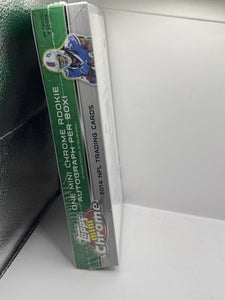 ONE MINI CHROME ROOKIE
AUTOGRAPH PER BOX!
Topps
MINI
Chrome
2014 NFL TRADING CARDS